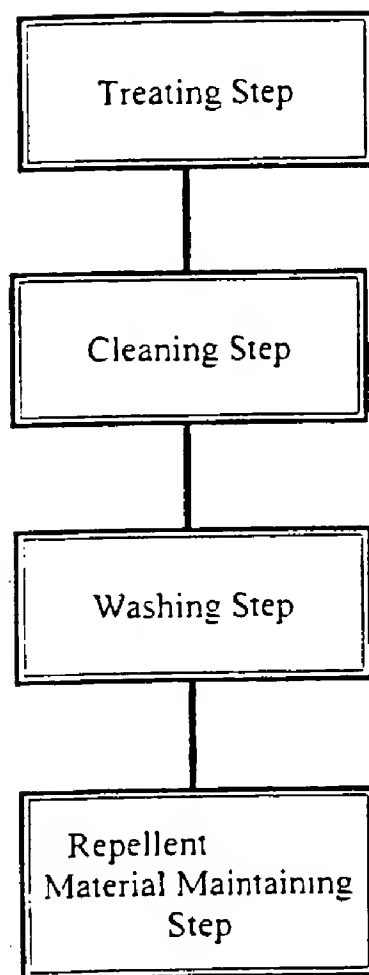 Treating Step
Cleaning Step
Washing Step
Repellent
Material Maintaining
Step